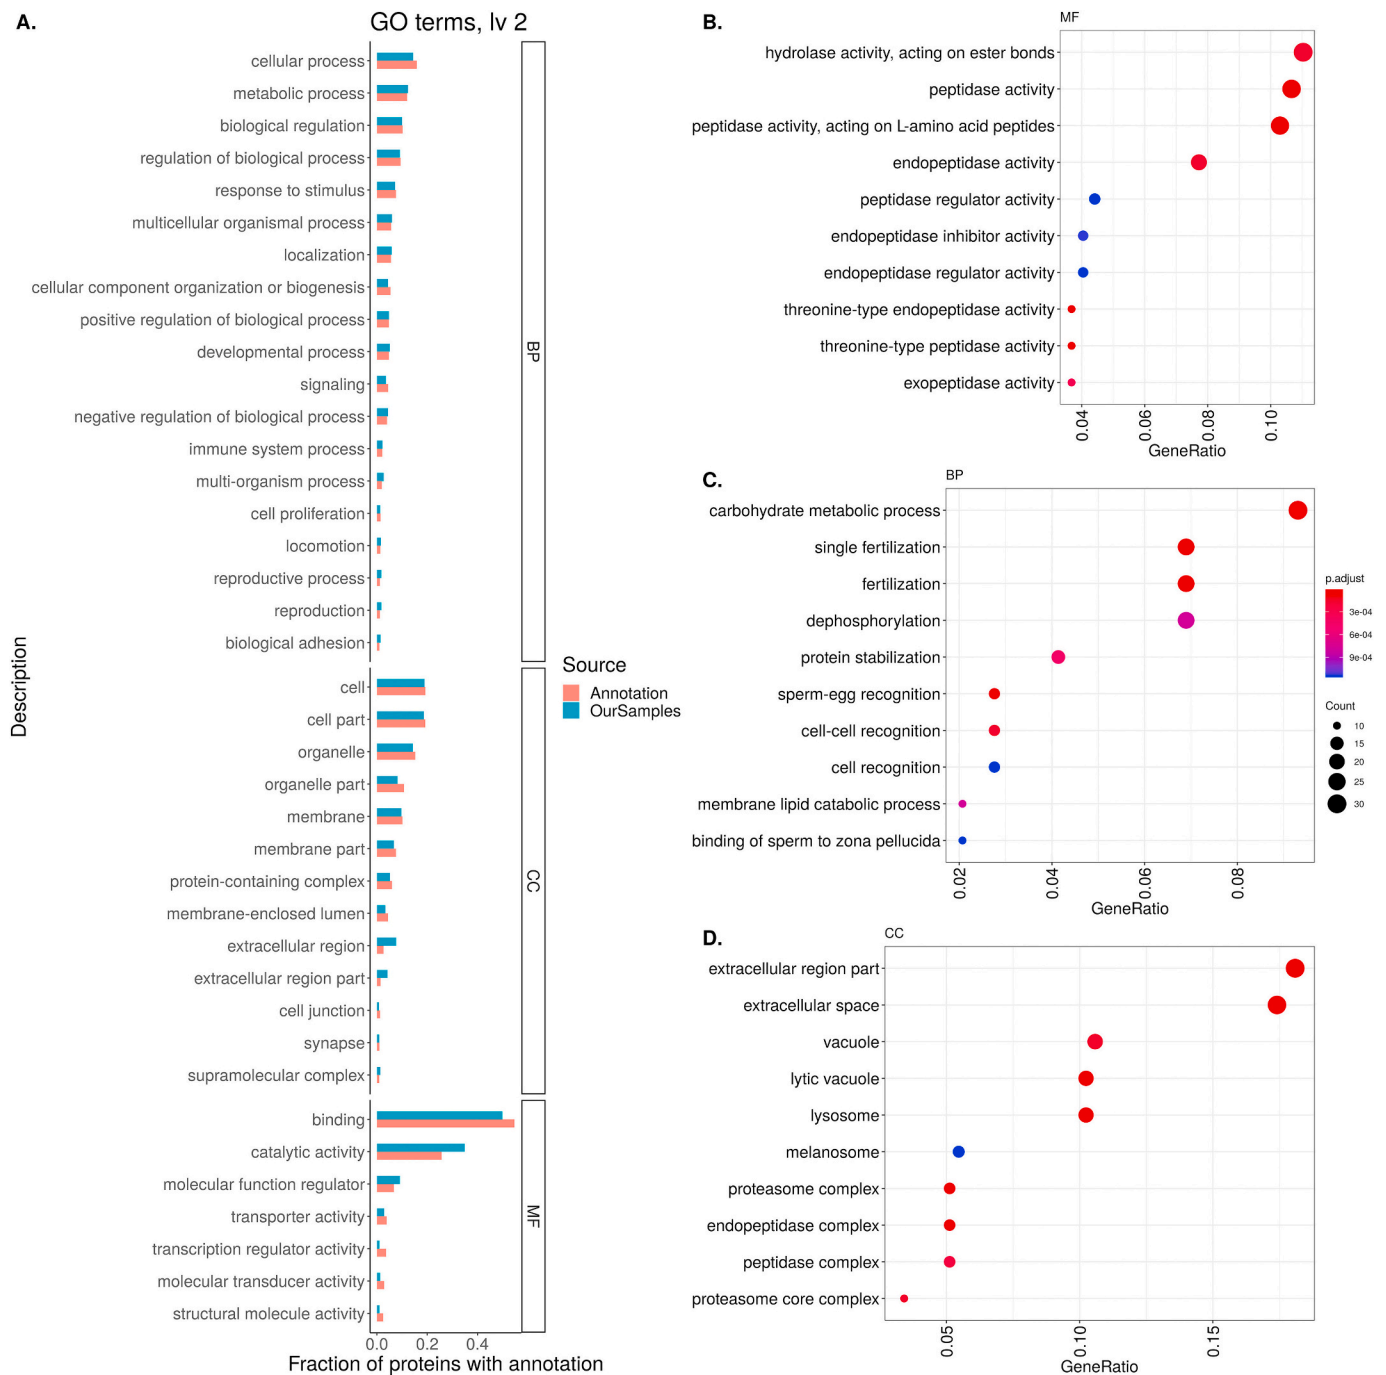 A.
GO terms, lv 2
cellular process
metabolic process
biological regulation
regulation of biological process
response to stimulus
multicellular organismal process
localization
cellular component organization or biogenesis
positive regulation of biological process
developmental process
signaling
negative regulation of biological process
immune system process
multi-organism process
cell proliferation
locomotion
reproductive process
reproduction
biological adhesion
BP
cell
cell part
organelle
organelle part
membrane
membrane part
protein-containing complex
membrane-enclosed lumen
extracellular region
extracellular region part
cell junction
synapse
supramolecular complex
CC
binding
catalytic activity
molecular function regulator
transporter activity
transcription regulator activity
molecular transducer activity
structural molecule activity
MF
0.0 0.2 0.4
Fraction of proteins with annotation
Description
Source
Annotation
OurSamples
B.
MF
hydrolase activity, acting on ester bonds
peptidase activity
peptidase activity, acting on L-amino acid peptides
endopeptidase activity
peptidase regulator activity
endopeptidase inhibitor activity
endopeptidase regulator activity
threonine-type endopeptidase activity
threonine-type peptidase activity
exopeptidase activity
0.04 0.06 0.08 0.10
GeneRatio
C.
BP
carbohydrate metabolic process
single fertilization
fertilization
dephosphorylation
protein stabilization
sperm-egg recognition
cell-cell recognition
cell recognition
membrane lipid catabolic process
binding of sperm to zona pellucida
0.02 0.04 0.06 0.08
GeneRatio
p.adjust
3e-04
6e-04
9e-04
Count
10
15
20
25
30
D.
CC
extracellular region part
extracellular space
vacuole
lytic vacuole
lysosome
melanosome
proteasome complex
endopeptidase complex
peptidase complex
proteasome core complex
0.05 0.10 0.15
GeneRatio